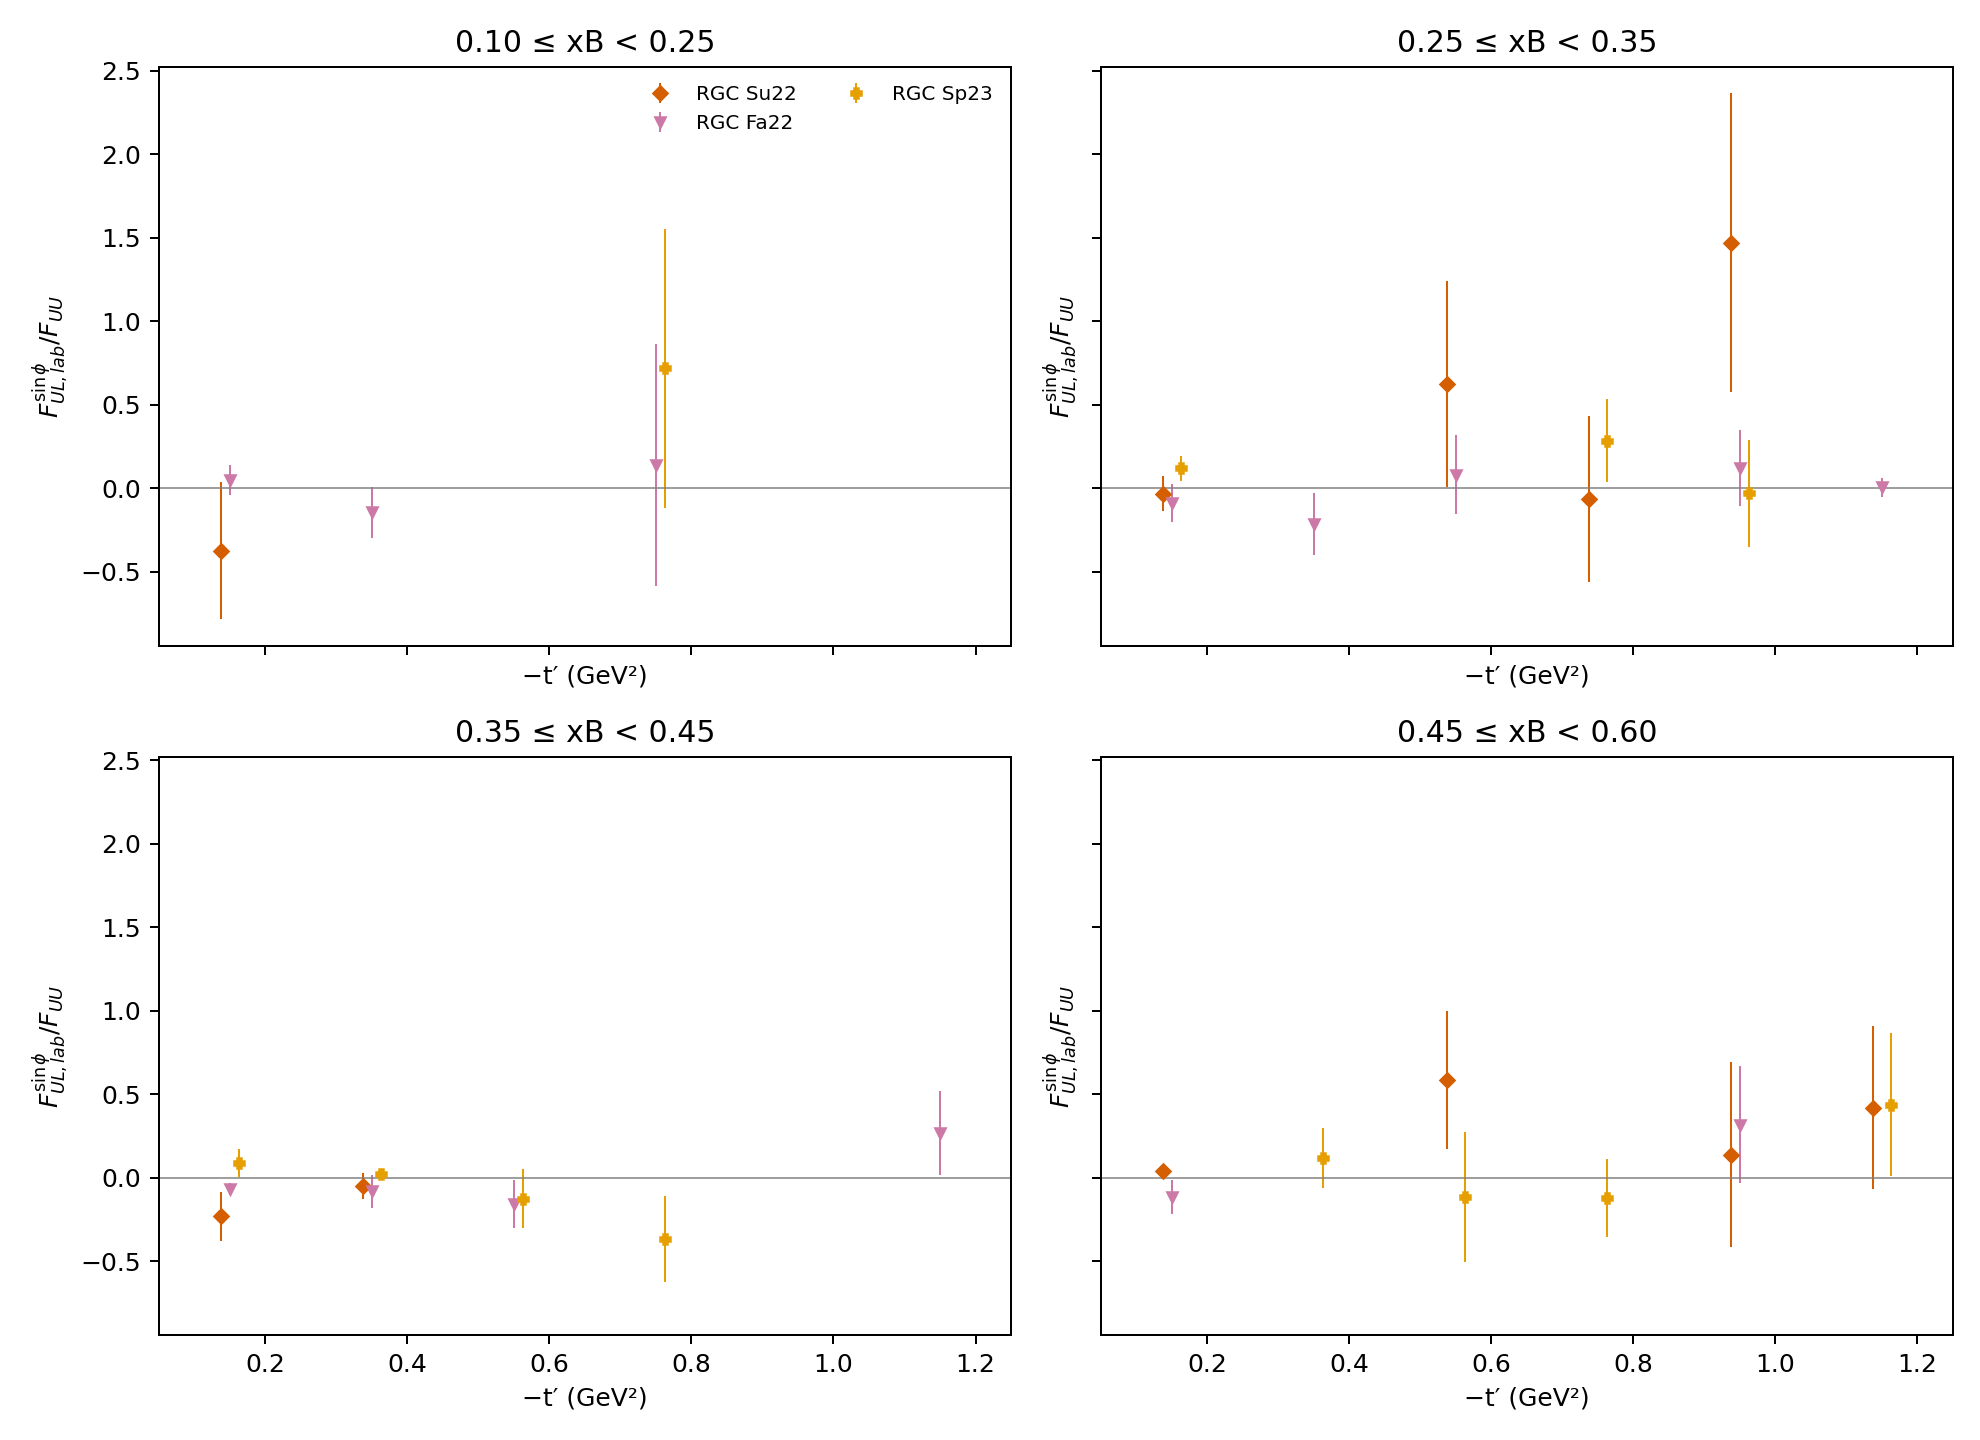 0.10 ≤ xB < 0.25
0.25 ≤ xB < 0.35
2.5
2.0
1.5
1.0
0.5
0.0
−0.5
RGC Su22
RGC Sp23
RGC Fa22
F_{UL,lab}^{sin ϕ}/F_{UU}
F_{UL,lab}^{sin ϕ}/F_{UU}
−t′ (GeV²)
−t′ (GeV²)
0.35 ≤ xB < 0.45
0.45 ≤ xB < 0.60
2.5
2.0
1.5
1.0
0.5
0.0
−0.5
F_{UL,lab}^{sin ϕ}/F_{UU}
F_{UL,lab}^{sin ϕ}/F_{UU}
0.2 0.4 0.6 0.8 1.0 1.2
0.2 0.4 0.6 0.8 1.0 1.2
−t′ (GeV²)
−t′ (GeV²)